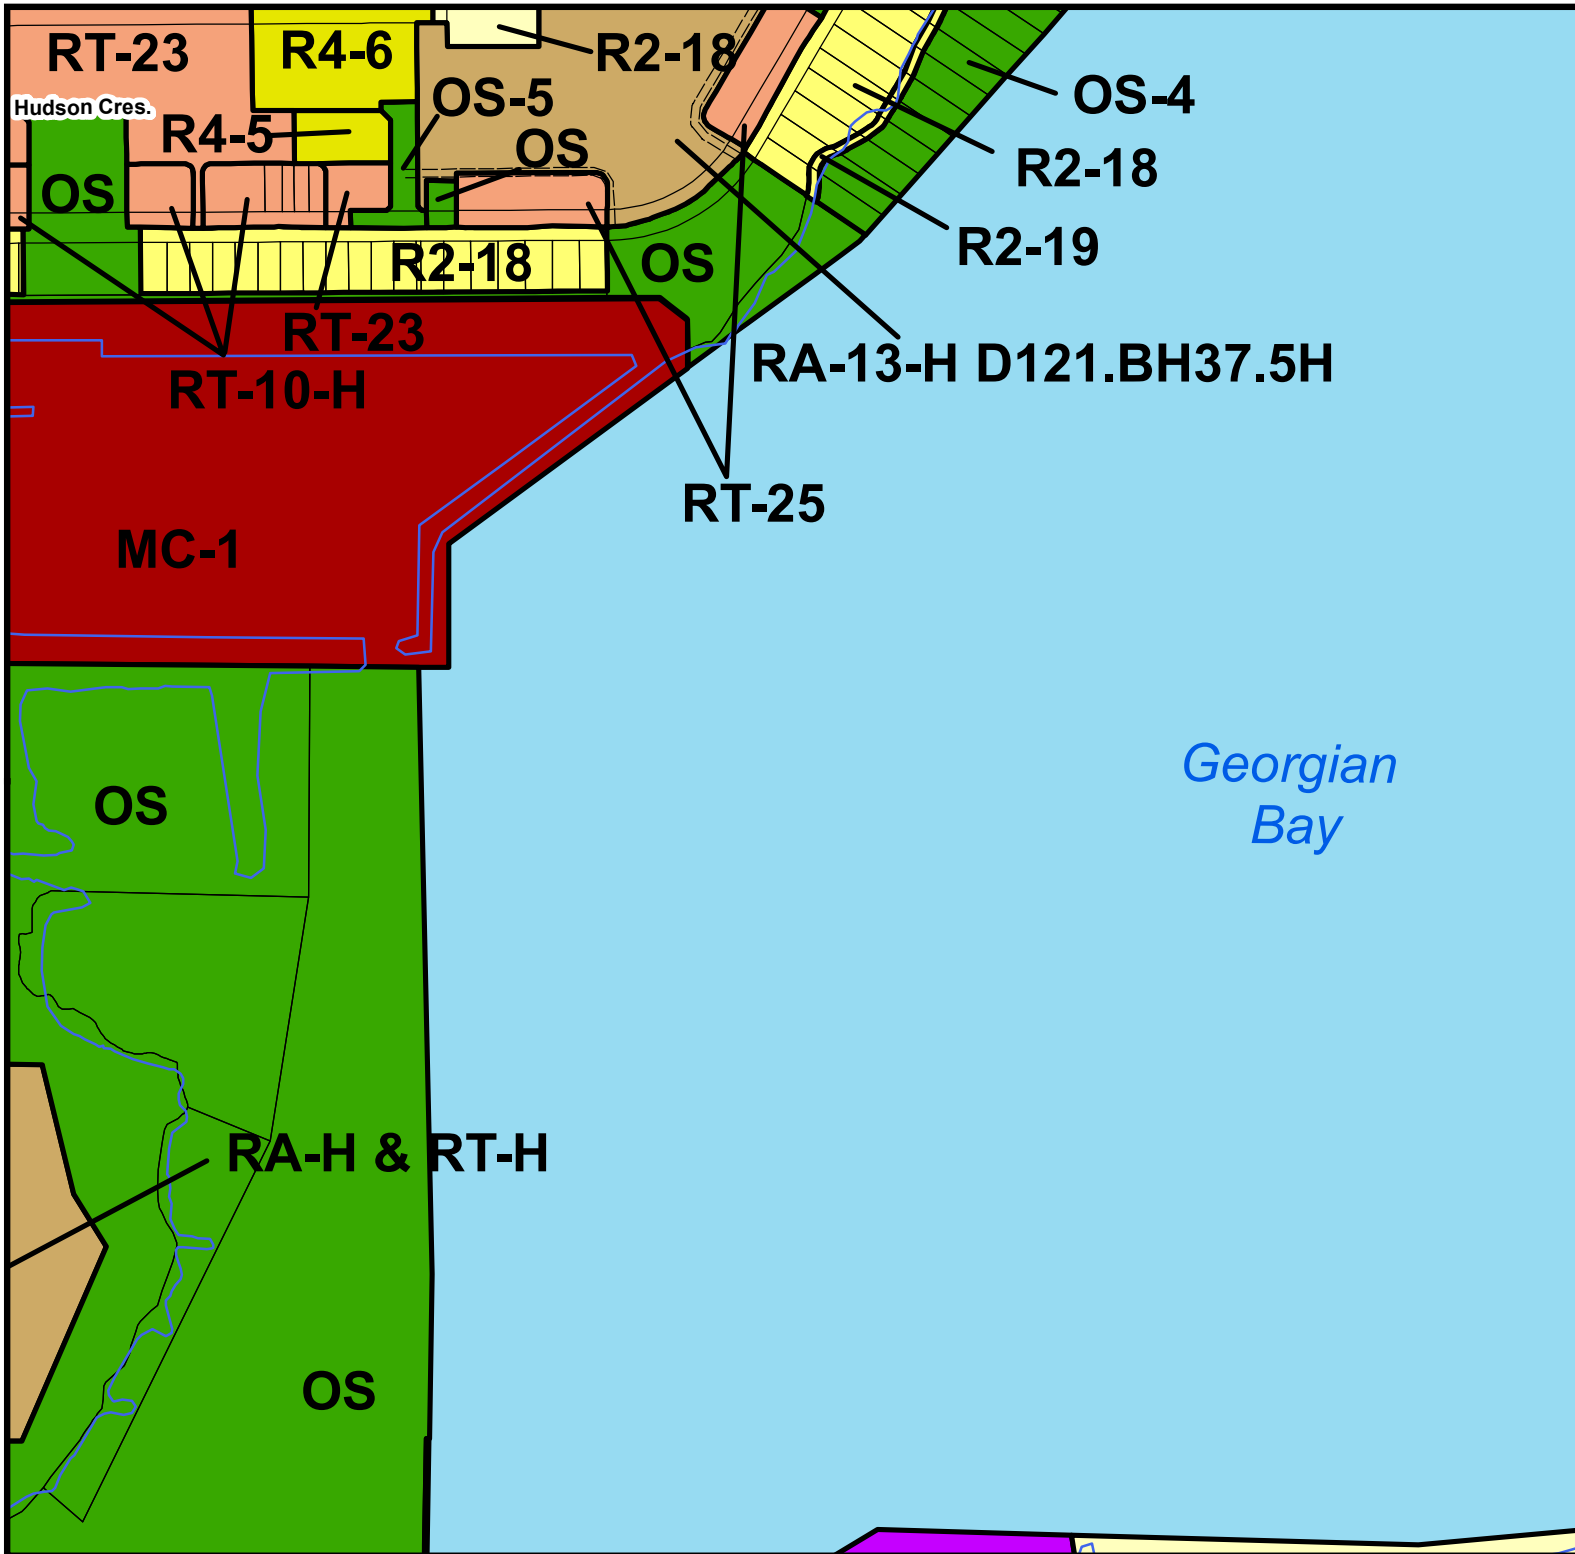 RT-23
R4-6
R2-18
OS-5
OS-4
Hudson Cres.
R4-5
OS
R2-18
OS
R2-19
R2-18
OS
RT-23
RA-13-H D121.BH37.5H
RT-10-H
RT-25
MC-1
Georgian
Bay
OS
RA-H & RT-H
OS